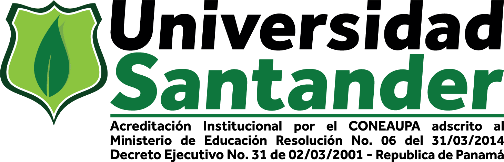 Universidad
Santander
Acreditación Institucional por el CONEAUPA adscrito al
Ministerio de Educación Resolución No. 06 del 31/03/2014
Decreto Ejecutivo No. 31 de 02/03/2001 - Republica de Panamá